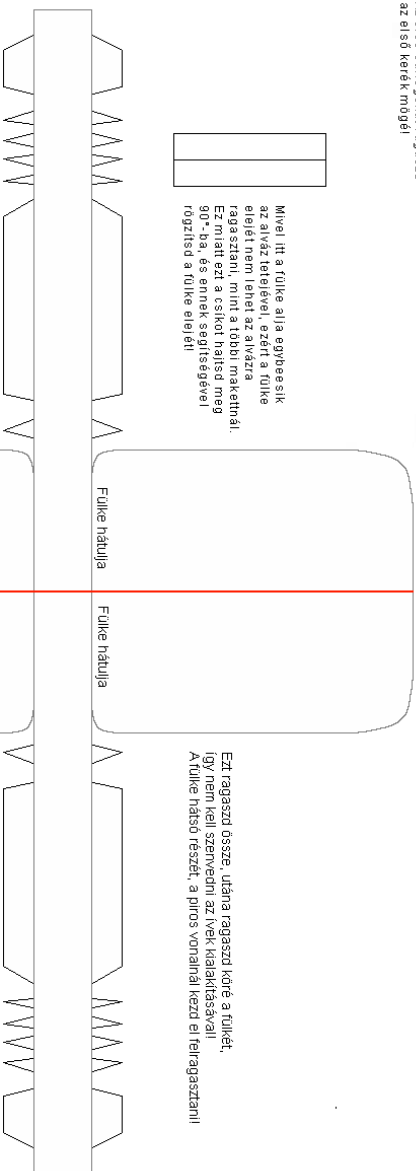 az első kerék mögé!
Mivel itt a fülke alja egybeesik
az alváz tetejével, ezért a fülke
elejét nem lehet az alvázra
ragasztani, mint a többi makettnál.
Ez miatt ezt a csíkot hajtsd meg
90°-ba, és ennek segítségével
rögzítsd a fülke elejét!
Fülke hátulja
Fülke hátulja
Ezt ragaszd össze, utána ragaszd köré a fülkét,
így nem kell szenvedni az ívek kialakításával!
A fülke hátsó részét, a piros vonalnál kezd el felragasztani!